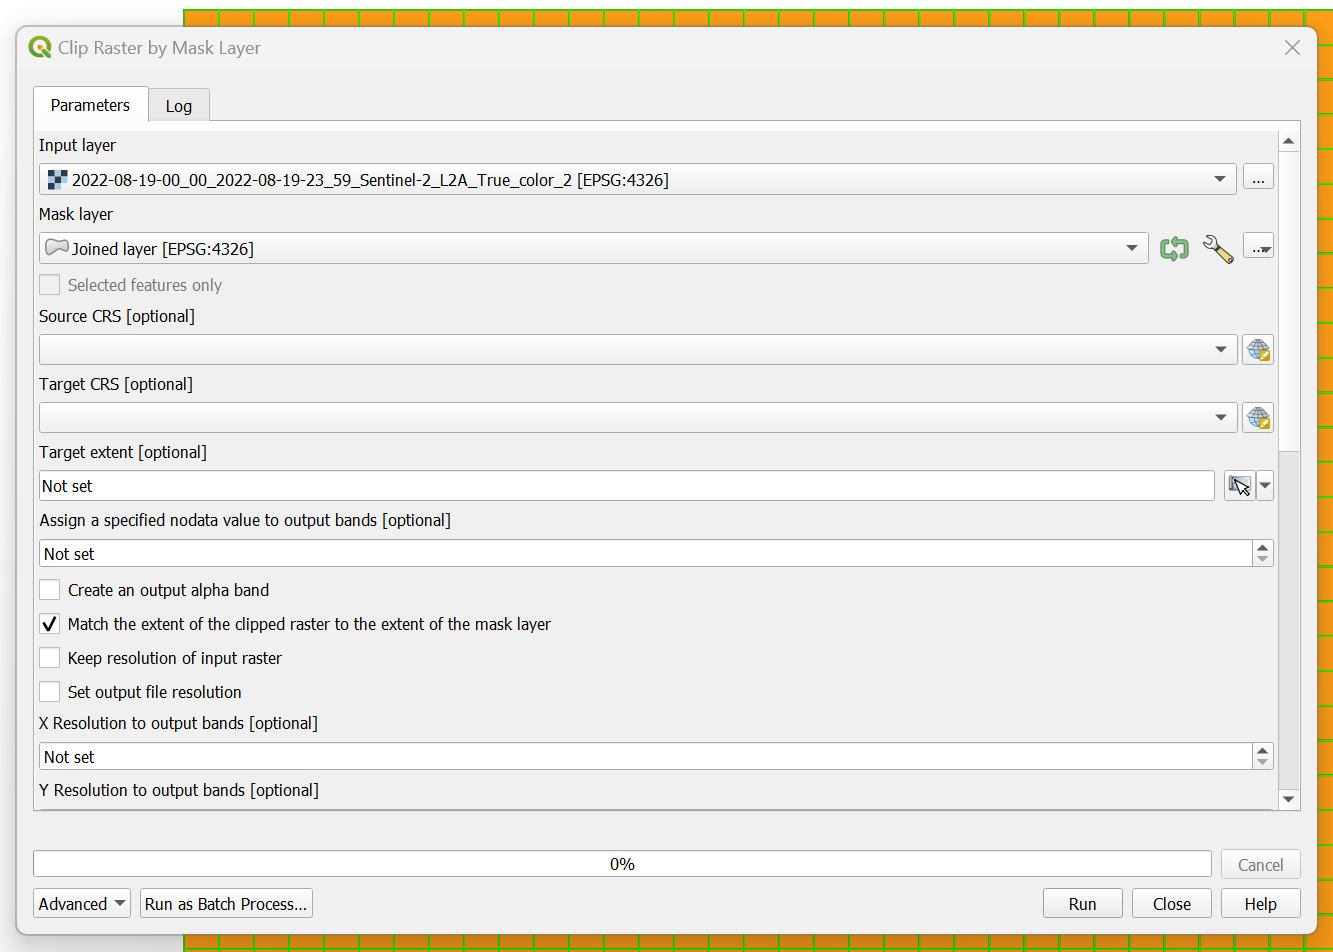 Clip Raster by Mask Layer
Parameters
Log
Input layer
2022-08-19-00_00_2022-08-19-23_59_Sentinel-2_L2A_True_color_2 [EPSG:4326]
...
Mask layer
Joined layer [EPSG:4326]
...
Selected features only
Source CRS [optional]
Target CRS [optional]
Target extent [optional]
Not set
Assign a specified nodata value to output bands [optional]
Not set
Create an output alpha band
Match the extent of the clipped raster to the extent of the mask layer
Keep resolution of input raster
Set output file resolution
X Resolution to output bands [optional]
Not set
Y Resolution to output bands [optional]
0%
Cancel
Advanced
Run as Batch Process...
Run
Close
Help